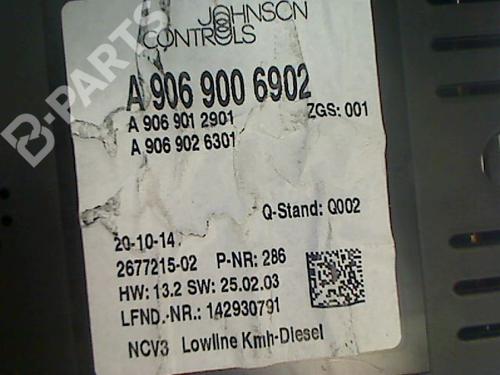 JOHNSON
CONTROLS
B-PARTS
A 906 900 6902
A 906 901 2901 ZGS: 001
A 906 902 6301
Q-Stand: Q002
20-10-14
2677215-02 P-NR: 286
HW: 13.2 SW: 25.02.03
LFND.-NR.: 142930791
NCV3 Lowline Kmh-Diesel